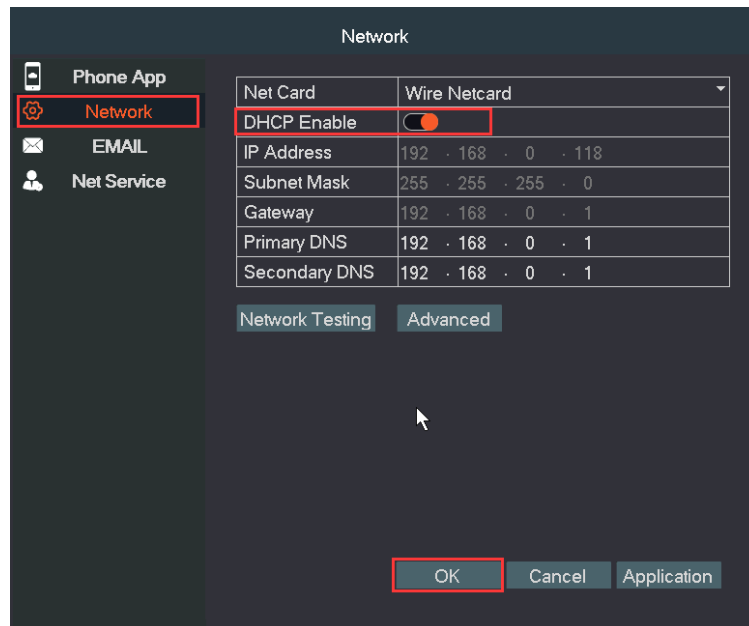 Network
Phone App
Network
EMAIL
Net Service
Net Card Wire Netcard
DHCP Enable
IP Address 192 . 168 . 0 . 118
Subnet Mask 255 . 255 . 255 . 0
Gateway 192 . 168 . 0 . 1
Primary DNS 192 . 168 . 0 . 1
Secondary DNS 192 . 168 . 0 . 1
Network Testing Advanced
OK Cancel Application